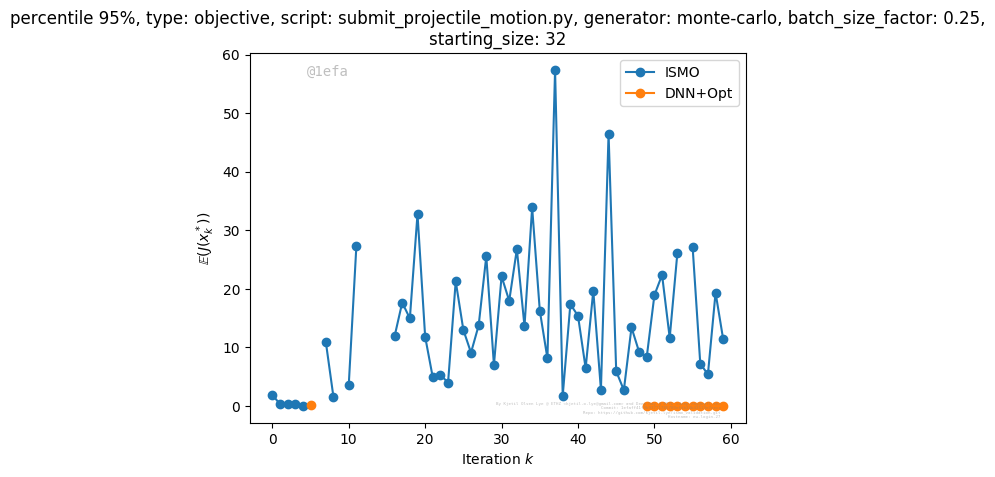 percentile 95%, type: objective, script: submit_projectile_motion.py, generator: monte-carlo, batch_size_factor: 0.25,
starting_size: 32
@1efa
ISMO
DNN+Opt
60
50
40
30
20
10
0
𝔼(J(x*k))
0 10 20 30 40 50 60
Iteration k